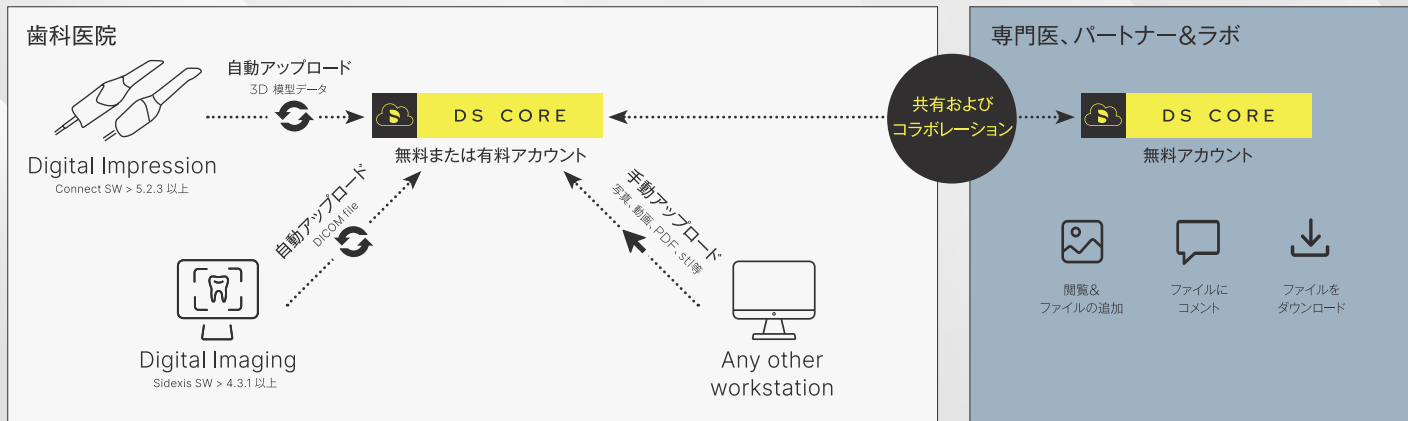 歯科医院
自動アップロード
3D 模型データ
DS CORE
無料または有料アカウント
Digital Impression
Connect SW > 5.2.3 以上
自動アップロード
DICOM file
手動アップロード
写真、動画、PDF、stl等
Digital Imaging
Sidexis SW > 4.3.1 以上
Any other
workstation
共有および
コラボレーション
専門医、パートナー&ラボ
DS CORE
無料アカウント
閲覧&
ファイルの追加
ファイルに
コメント
ファイルを
ダウンロード